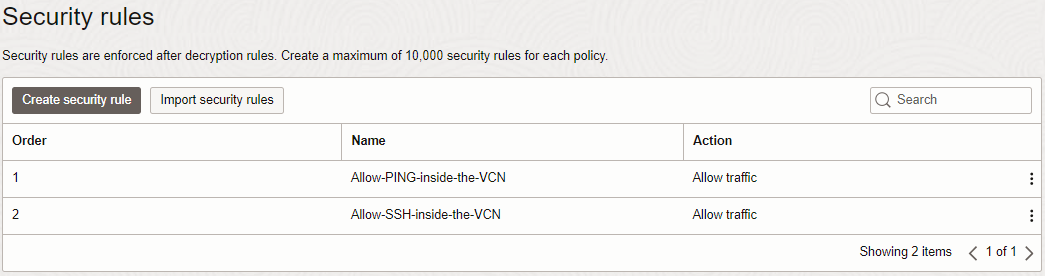 Security rules
Security rules are enforced after decryption rules. Create a maximum of 10,000 security rules for each policy.
Create security rule Import security rules Search
Order Name Action
1 Allow-PING-inside-the-VCN Allow traffic
2 Allow-SSH-inside-the-VCN Allow traffic
Showing 2 items 1 of 1